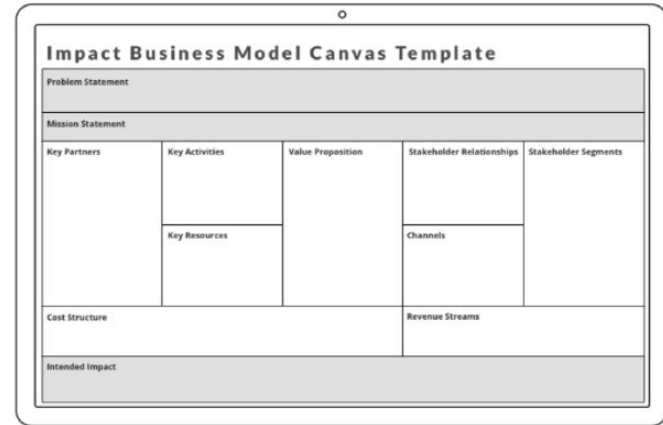 Impact Business Model Canvas Template
Problem Statement
Mission Statement
Key Partners
Key Activities
Value Proposition
Stakeholder Relationships
Stakeholder Segments
Key Resources
Channels
Cost Structure
Revenue Streams
Intended Impact